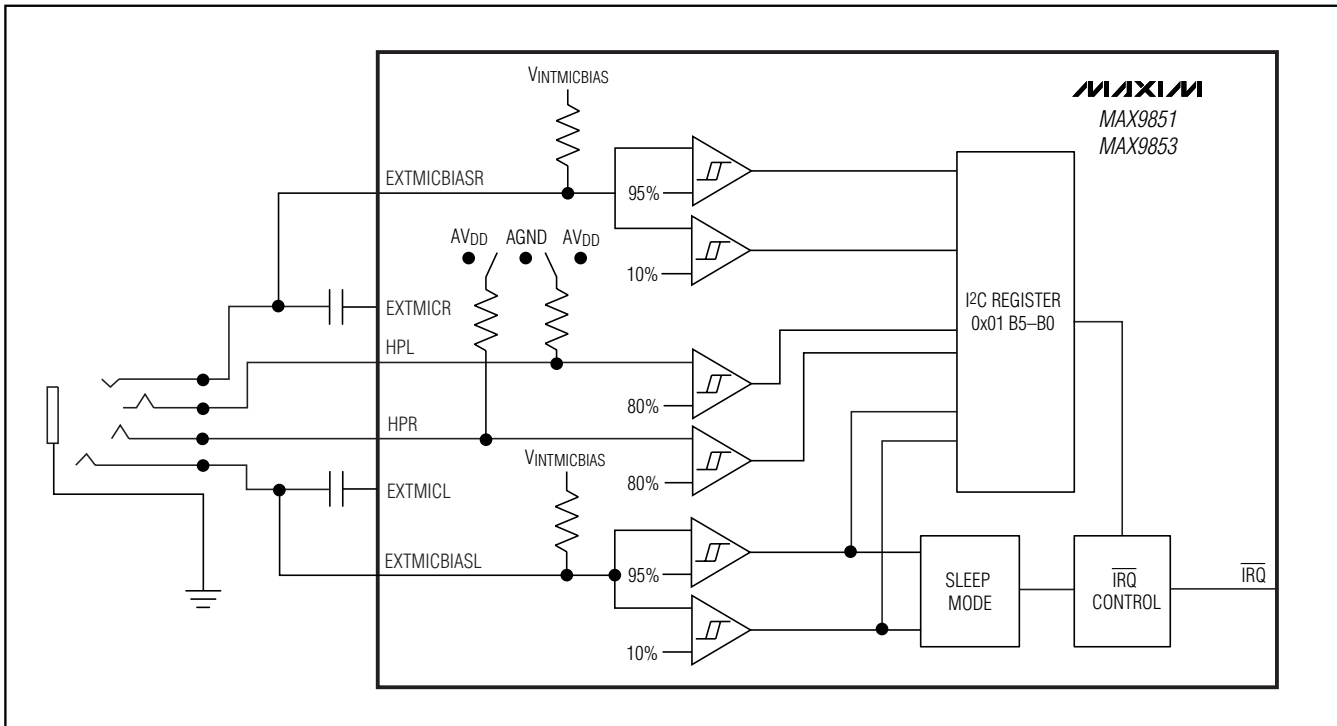 VINTMICBIAS
MAXIM
MAX9851
MAX9853
EXTMICBIASR
95%
AVDD AGND AVDD
10%
I2C REGISTER
0x01 B5–B0
EXTMICR
HPL
80%
HPR
VINTMICBIAS
80%
EXTMICL
EXTMICBIASL
95%
SLEEP
MODE
IRQ
CONTROL
IRQ
10%